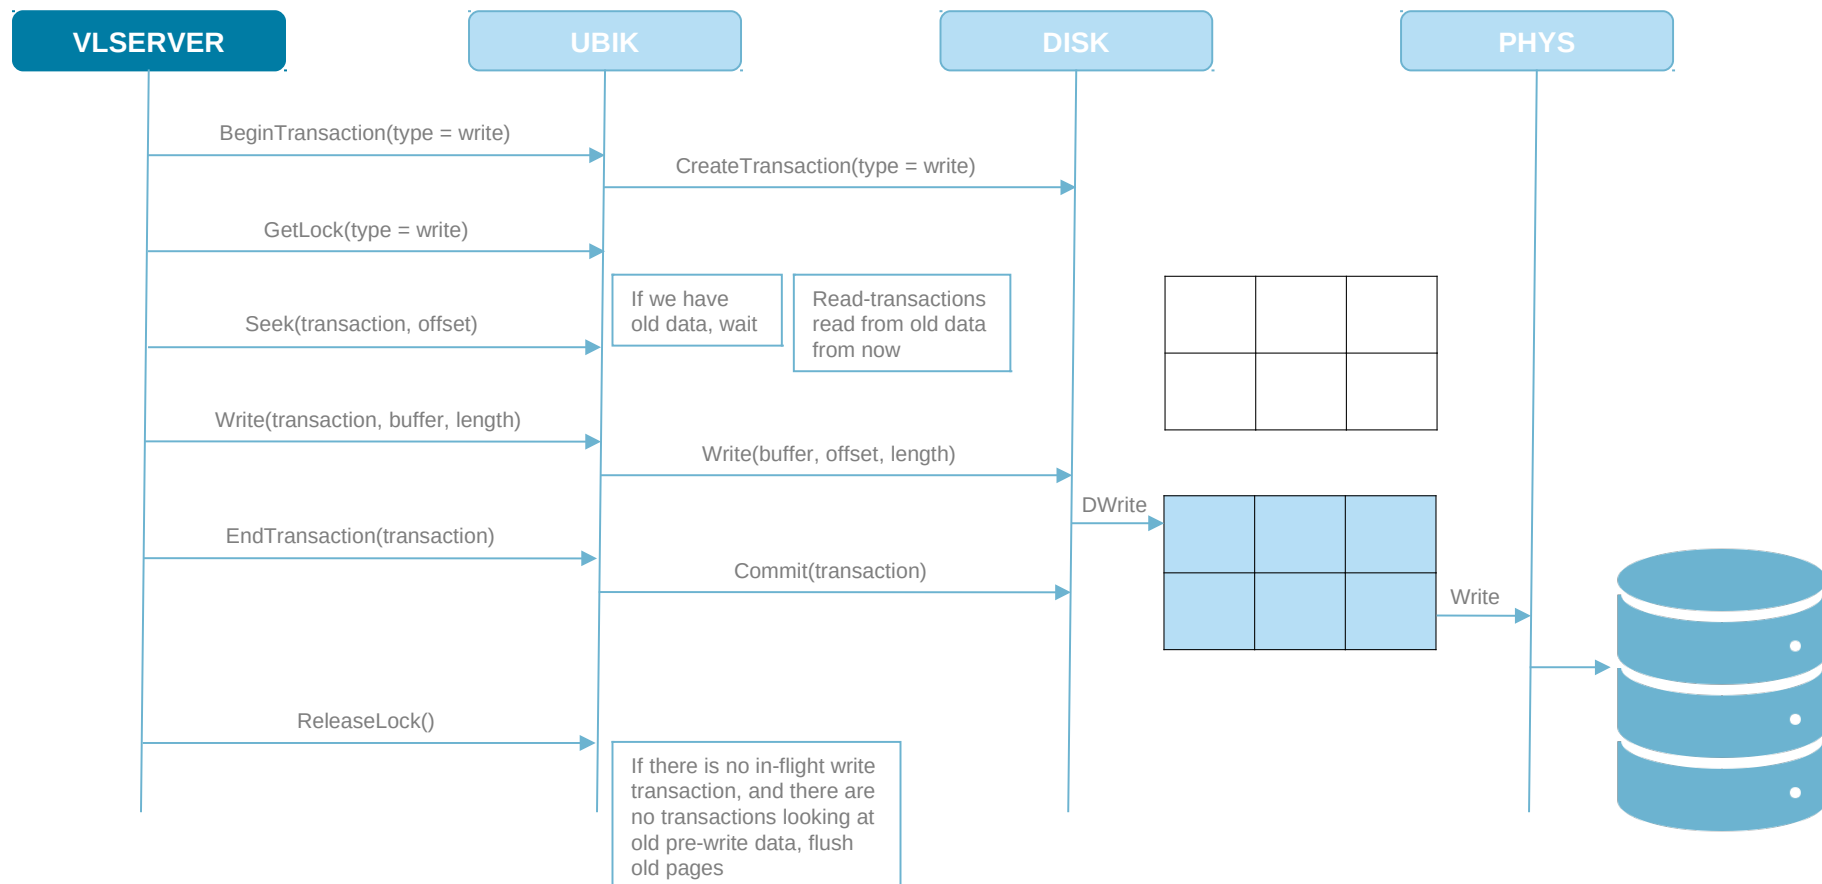 VLSERVER
UBIK
DISK
PHYS
BeginTransaction(type = write)
CreateTransaction(type = write)
GetLock(type = write)
If we have
old data, wait
Read-transactions
read from old data
from now
Seek(transaction, offset)
Write(transaction, buffer, length)
Write(buffer, offset, length)
DWrite
EndTransaction(transaction)
Commit(transaction)
Write
ReleaseLock()
If there is no in-flight write
transaction, and there are
no transactions looking at
old pre-write data, flush
old pages